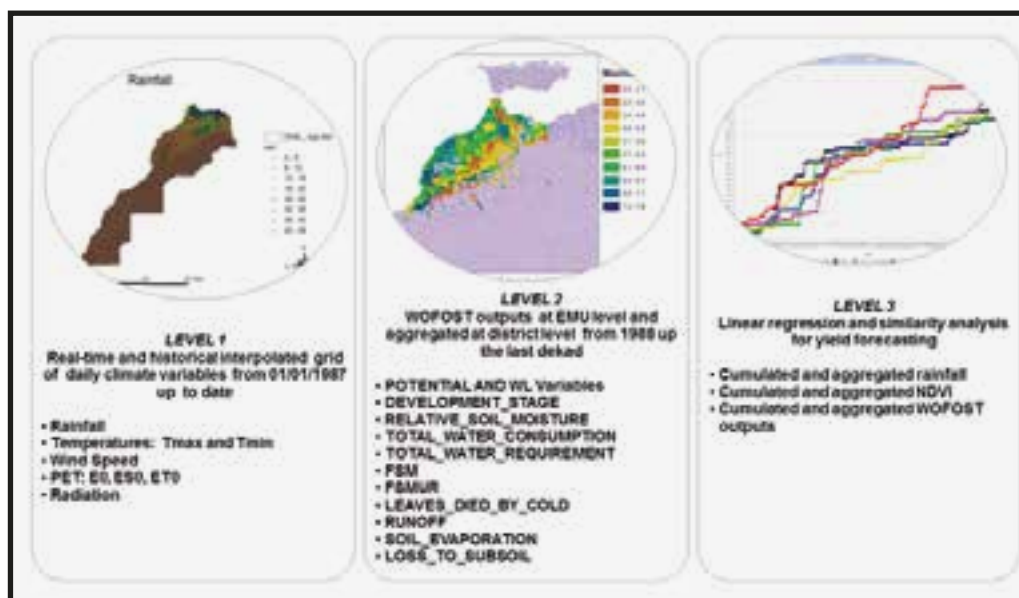 Rainfall
LEVEL 1
Real-time and historical interpolated grid
of daily climate variables from 01/01/1987
up to date
• Rainfall
• Temperatures: Tmax and Tmin
• Wind Speed
• PET: E0, ES0, ET0
• Radiation
LEVEL 2
WOFOST outputs at EMU level and
aggregated at district level from 1988 up
the last dekad
• POTENTIAL AND WL Variables
• DEVELOPMENT_STAGE
• RELATIVE_SOIL_MOISTURE
• TOTAL_WATER_CONSUMPTION
• TOTAL_WATER_REQUIREMENT
• FSM
• FSMUR
• LEAVES_DIED_BY_COLD
• RUNOFF
• SOIL_EVAPORATION
• LOSS_TO_SUBSOIL
LEVEL 3
Linear regression and similarity analysis
for yield forecasting
• Cumulated and aggregated rainfall
• Cumulated and aggregated NDVI
• Cumulated and aggregated WOFOST
outputs